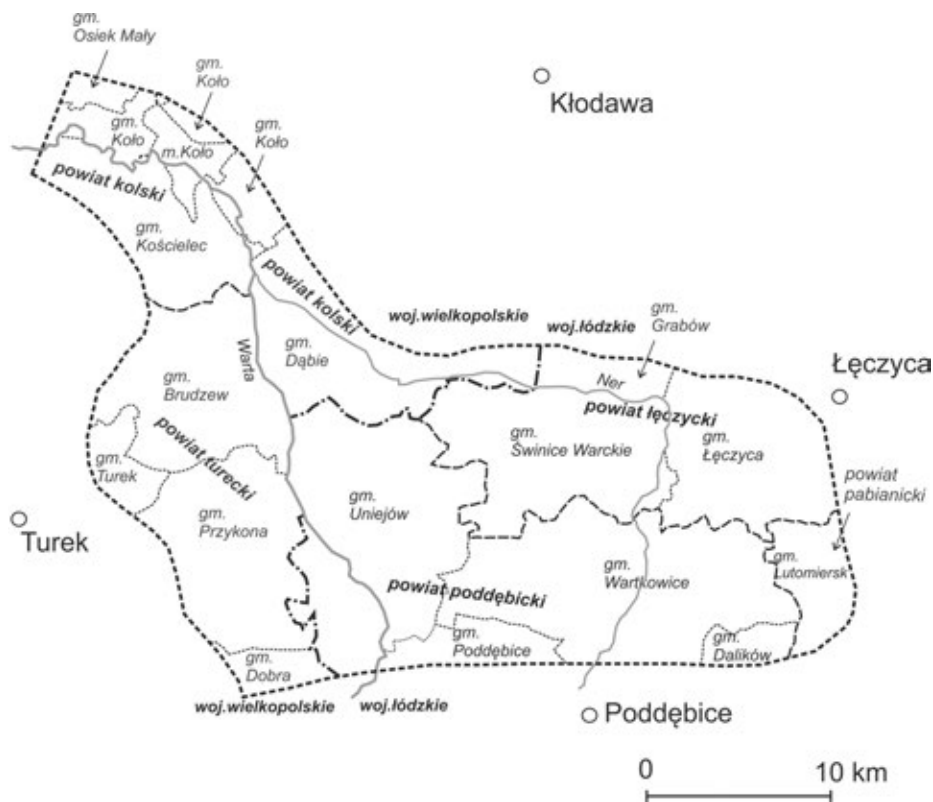 gm.
Osiek Mały
gm.
Koło
gm.
Koło
gm.
Koło
m.Koło
Kłodawa
powiat kolski
gm.
Kościelec
powiat kolski
woj.wielkopolskie
woj.łódzkie
gm.
Grabów
Warta
gm.
Dąbie
Ner
Łęczyca
gm.
Brudzew
powiat łęczycki
gm.
Świnice Warckie
gm.
Łęczyca
powiat turecki
gm.
Turek
powiat
pabianicki
Turek
gm.
Przykona
gm.
Uniejów
gm.
Wartkowice
gm.
Lutomiersk
powiat poddębicki
gm.
Poddębice
gm.
Dalików
gm.
Dobra
woj.wielkopolskie
woj.łódzkie
Poddębice
0
10 km